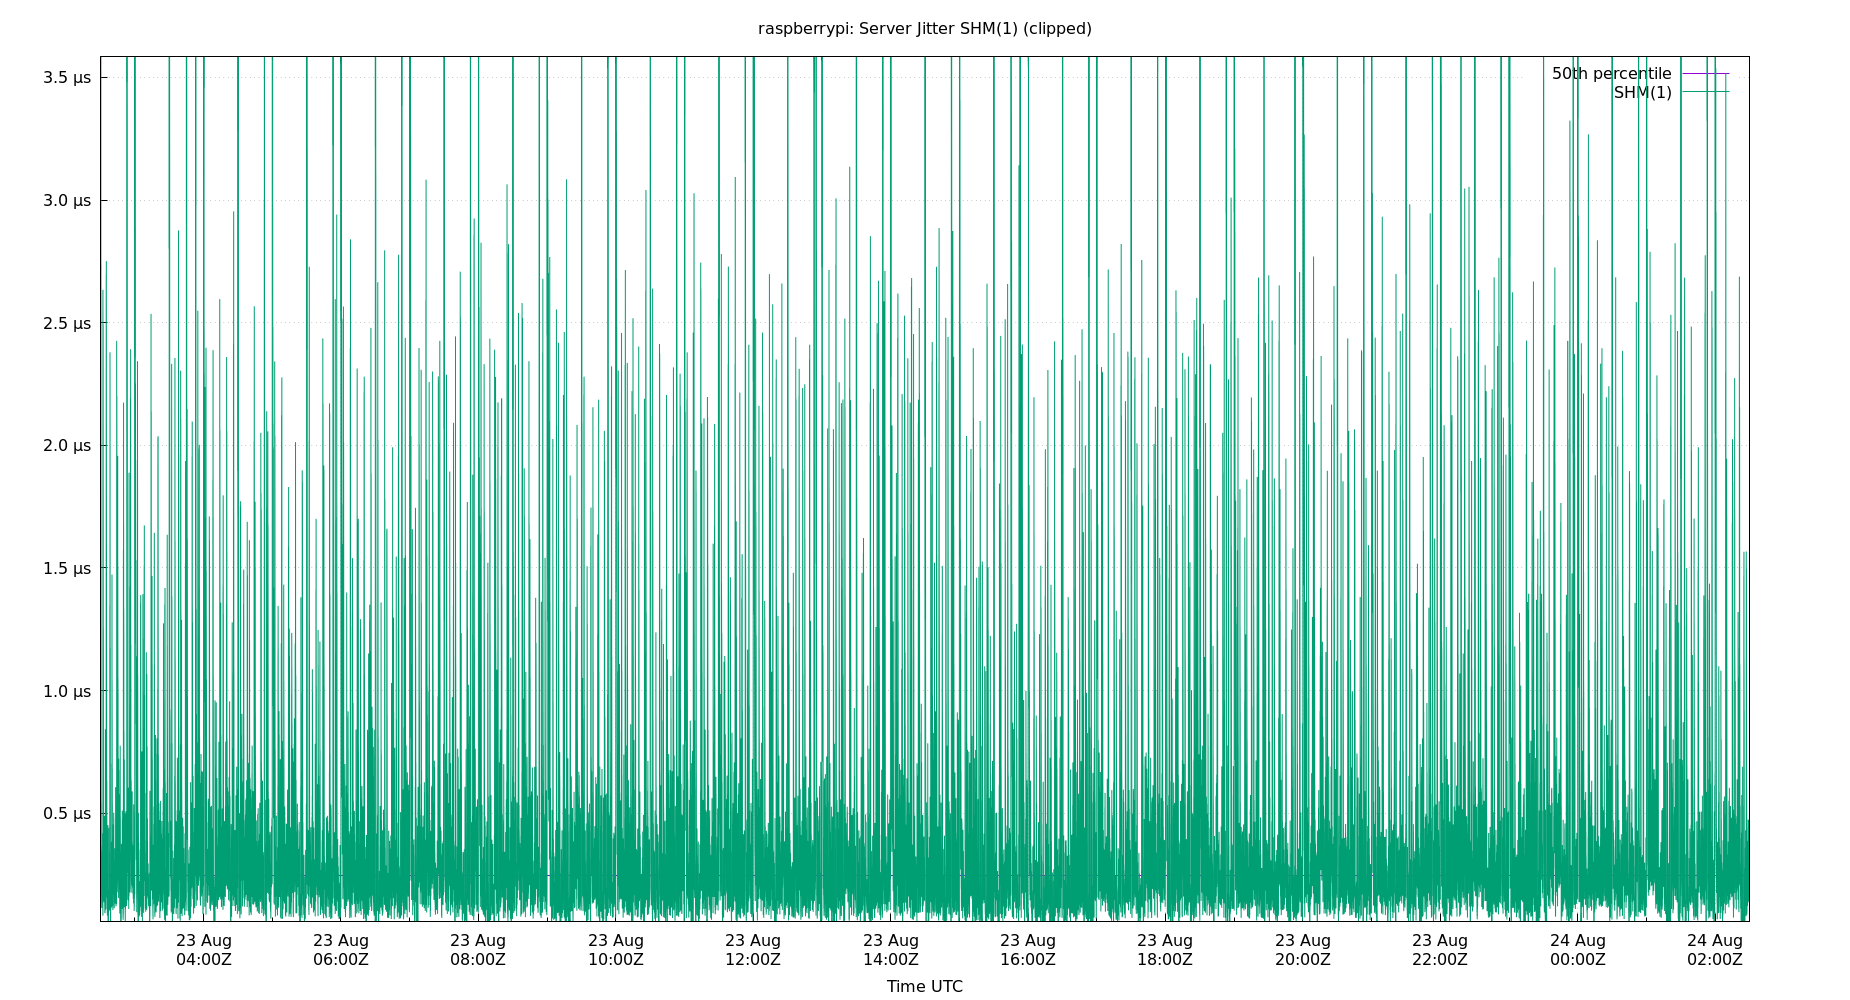 raspberrypi: Server Jitter SHM(1) (clipped)
3.5 µs
3.0 µs
2.5 µs
2.0 µs
1.5 µs
1.0 µs
0.5 µs
50th percentile
SHM(1)
23 Aug 23 Aug 23 Aug 23 Aug 23 Aug 23 Aug 23 Aug 23 Aug 23 Aug 23 Aug 24 Aug 24 Aug
04:00Z 06:00Z 08:00Z 10:00Z 12:00Z 14:00Z 16:00Z 18:00Z 20:00Z 22:00Z 00:00Z 02:00Z
Time UTC